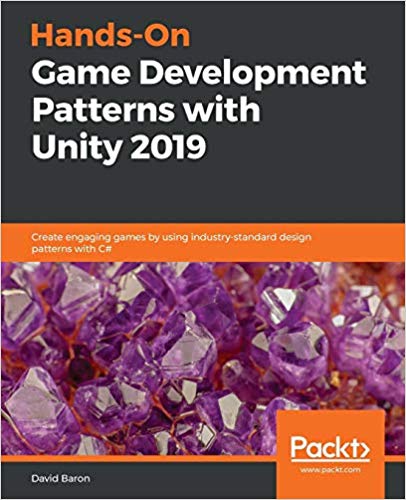 Hands-On
Game Development
Patterns with
Unity 2019
Create engaging games by using industry-standard design
patterns with C#
Packt>
www.packt.com
David Baron